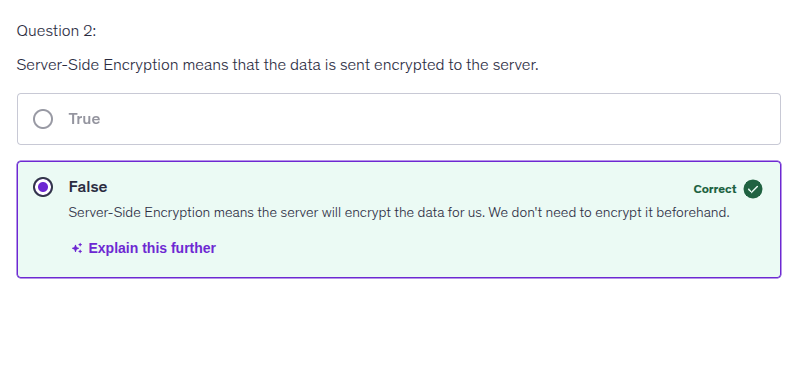 Question 2:
Server-Side Encryption means that the data is sent encrypted to the server.
True
False
Correct
Server-Side Encryption means the server will encrypt the data for us. We don't need to encrypt it beforehand.
Explain this further